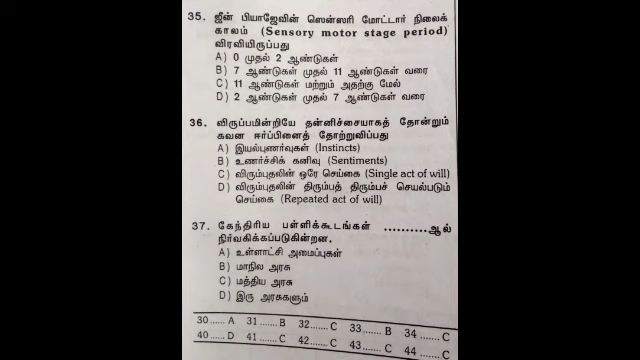 35. ஜீன் பியாஜேவின் ஸென்ஸரி மோட்டார் நிலைக்
காலம் (Sensory motor stage period)
விரவியிருப்பது
A) 0 முதல் 2 ஆண்டுகள்
B) 7 ஆண்டுகள் முதல் 11 ஆண்டுகள் வரை
C) 11 ஆண்டுகள் மற்றும் அதற்கு மேல்
D) 2 ஆண்டுகள் முதல் 7 ஆண்டுகள் வரை
36. விருப்பமின்றியே தன்னிச்சையாகத் தோன்றும்
கவன ஈர்ப்பினைத் தோற்றுவிப்பது
A) இயல்புணர்வுகள் (Instincts)
B) உணர்ச்சிக் கனிவு (Sentiments)
C) விரும்புதலின் ஒரே செய்கை (Single act of will)
D) விரும்புதலின் திரும்பத் திரும்பச் செயல்படும்
செய்கை (Repeated act of will)
37. கேந்திரிய பள்ளிக்கூடங்கள் ..........ஆல்
நிர்வகிக்கப்படுகின்றன.
A) உள்ளாட்சி அமைப்புகள்
B) மாநில அரசு
C) மத்திய அரசு
D) இரு அரசுகளும்
30 ...... A 31 ...... B 32....... C 33....... B 34 ....... C
40 ...... D 41 ...... C 42....... C 43....... C 44 ....... C